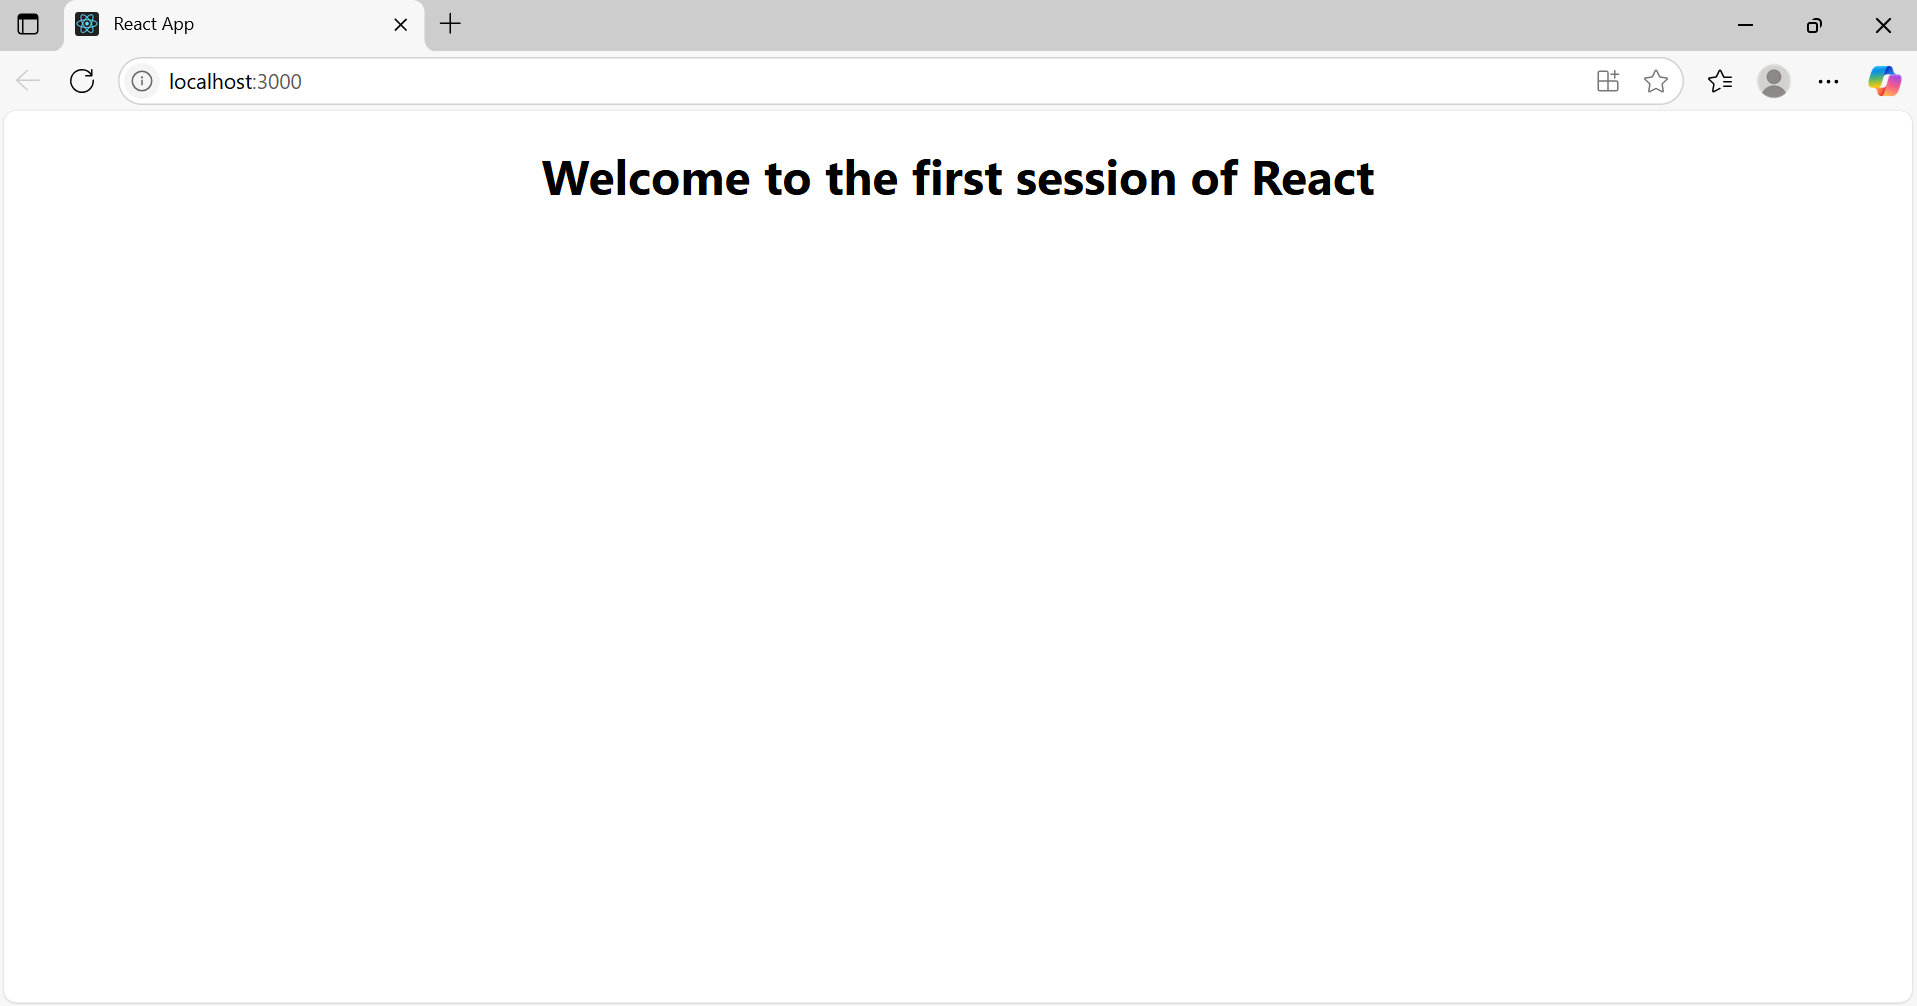 React App
localhost:3000
Welcome to the first session of React